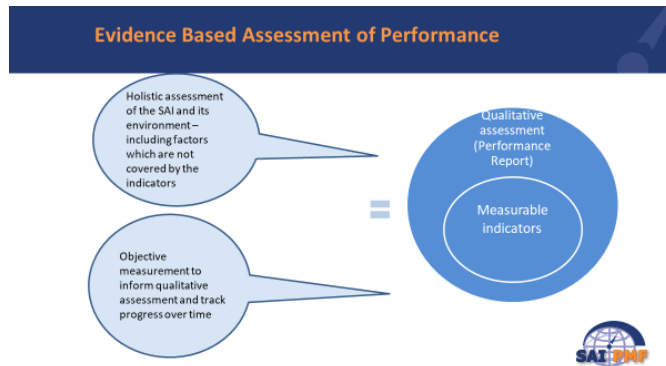 Evidence Based Assessment of Performance
Holistic assessment
of the SAI and its
environment –
including factors
which are not
covered by the
indicators
Qualitative
assessment
(Performance
Report)
Measurable
indicators
Objective
measurement to
inform qualitative
assessment and track
progress over time
SAI PMF